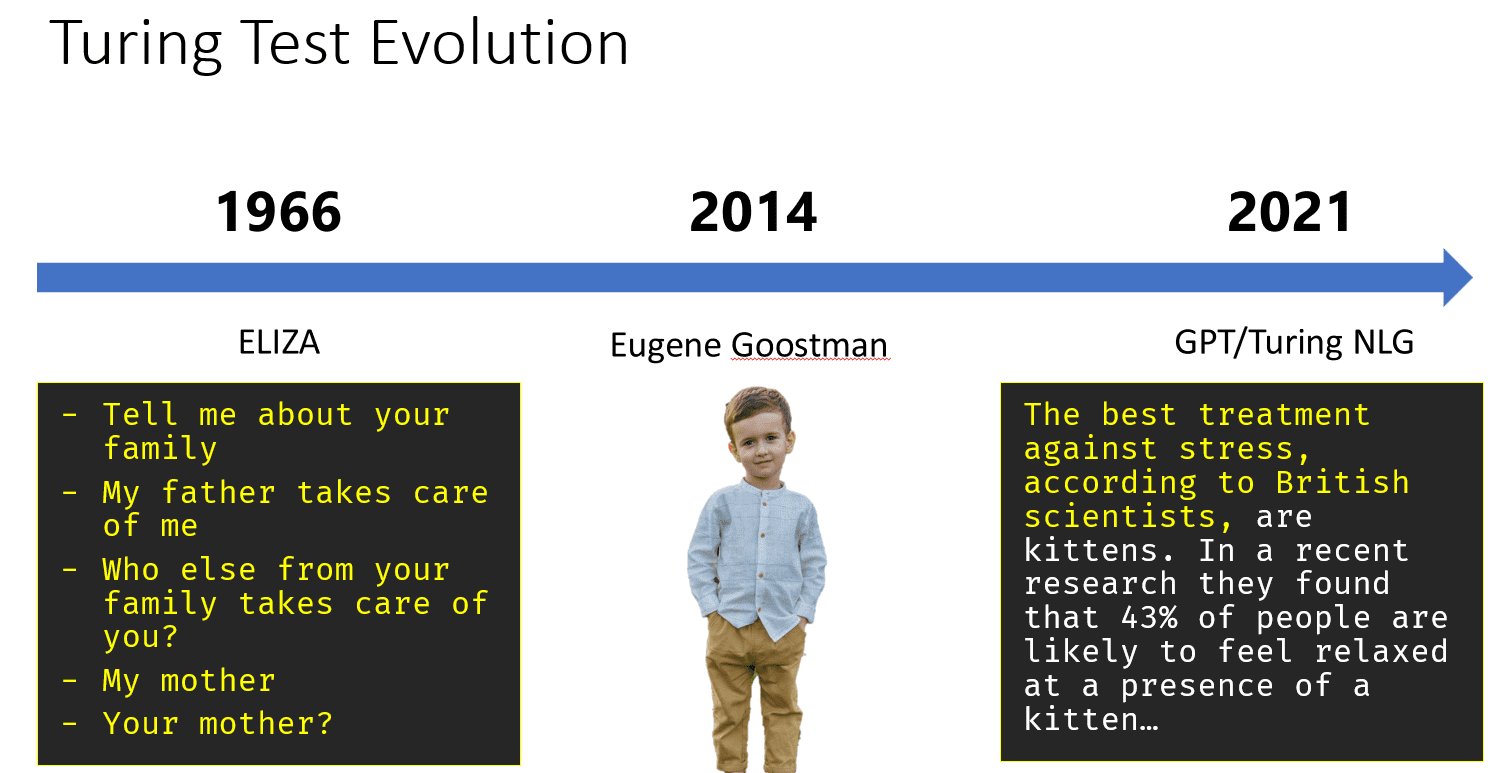 Turing Test Evolution
1966
2014
2021
ELIZA
Eugene Goostman
GPT/Turing NLG
- Tell me about your
family
- My father takes care
of me
- Who else from your
family takes care of
you?
- My mother
- Your mother?
The best treatment
against stress,
according to British
scientists, are
kittens. In a recent
research they found
that 43% of people are
likely to feel relaxed
at a presence of a
kitten…